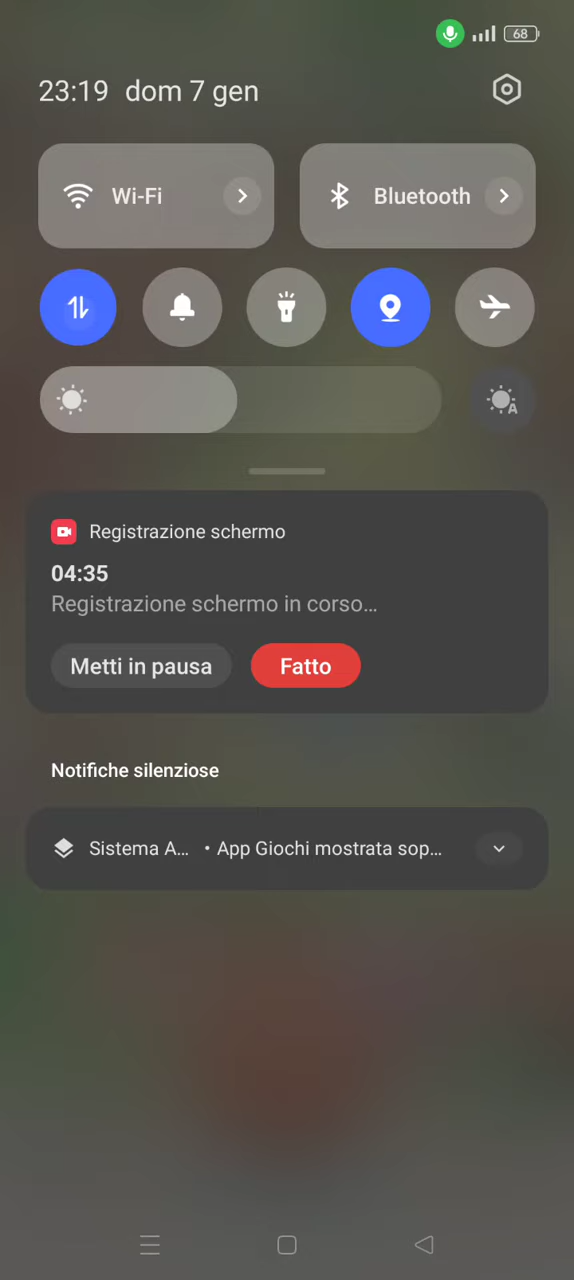 68
23:19 dom 7 gen
Wi-Fi
Bluetooth
A
Registrazione schermo
04:35
Registrazione schermo in corso…
Metti in pausa
Fatto
Notifiche silenziose
Sistema A… • App Giochi mostrata sop…